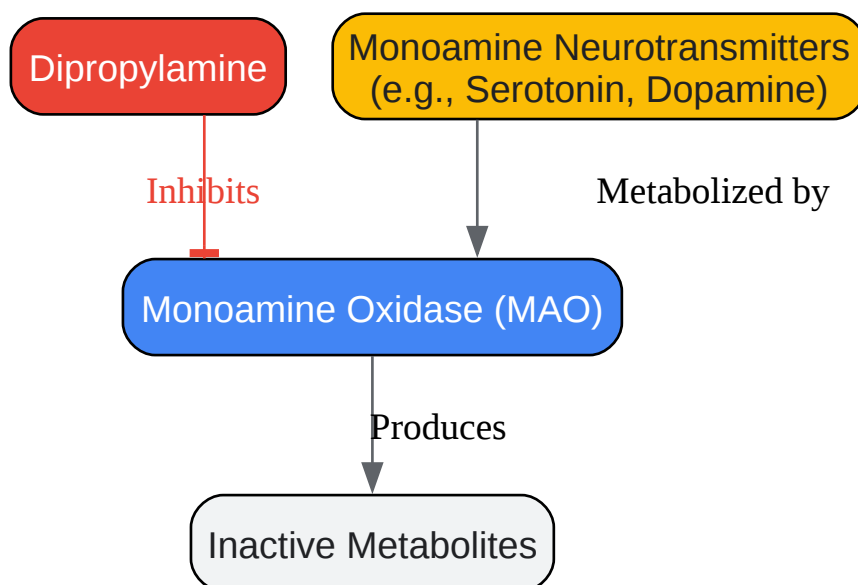 Dipropylamine
Monoamine Neurotransmitters
(e.g., Serotonin, Dopamine)
Inhibits
Metabolized by
Monoamine Oxidase (MAO)
Produces
Inactive Metabolites